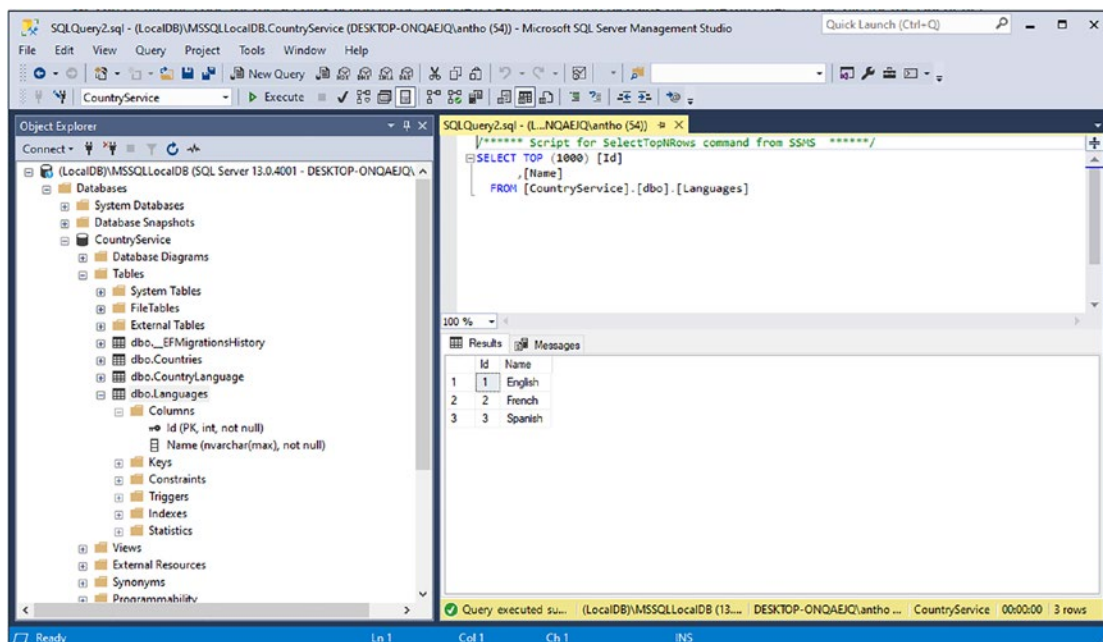 SQLQuery2.sql - (LocalDB)\MSSQLLocalDB.CountryService (DESKTOP-ONQAEJQ\antho (54)) - Microsoft SQL Server Management Studio
Quick Launch (Ctrl+Q)
File Edit View Query Project Tools Window Help
New Query
CountryService Execute
Object Explorer
Connect
(LocalDB)\MSSQLLocalDB (SQL Server 13.0.4001 - DESKTOP-ONQAEJQ\
Databases
System Databases
Database Snapshots
CountryService
Database Diagrams
Tables
System Tables
FileTables
External Tables
dbo.__EFMigrationsHistory
dbo.Countries
dbo.CountryLanguage
dbo.Languages
Columns
Id (PK, int, not null)
Name (nvarchar(max), not null)
Keys
Constraints
Triggers
Indexes
Statistics
Views
External Resources
Synonyms
Programmability
SQLQuery2.sql - (L...NQAEJQ\antho (54))
/****** Script for SelectTopNRows command from SSMS ******/
SELECT TOP (1000) [Id]
,[Name]
FROM [CountryService].[dbo].[Languages]
100 %
Results Messages
Id Name
1 1 English
2 2 French
3 3 Spanish
Query executed su... (LocalDB)\MSSQLLocalDB (13.... DESKTOP-ONQAEJQ\antho ... CountryService 00:00:00 3 rows
Ready Ln 1 Col 1 Ch 1 INS